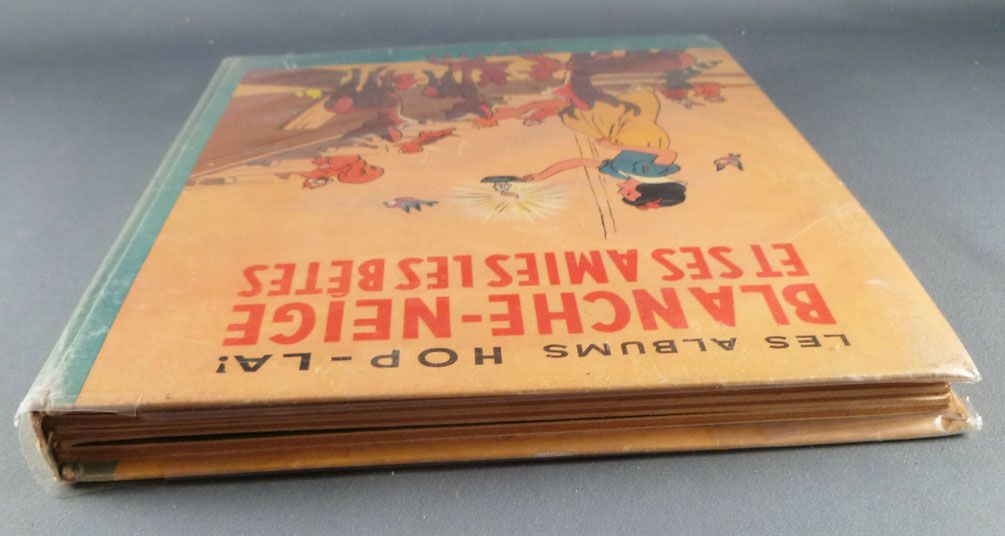 LES ALBUMS HOP-LA!
BLANCHE-NEIGE
ET SES AMIES LES BÊTES